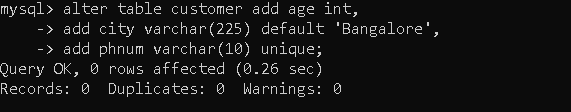 mysql> alter table customer add age int,
    -> add city varchar(225) default 'Bangalore',
    -> add phnum varchar(10) unique;
Query OK, 0 rows affected (0.26 sec)
Records: 0  Duplicates: 0  Warnings: 0